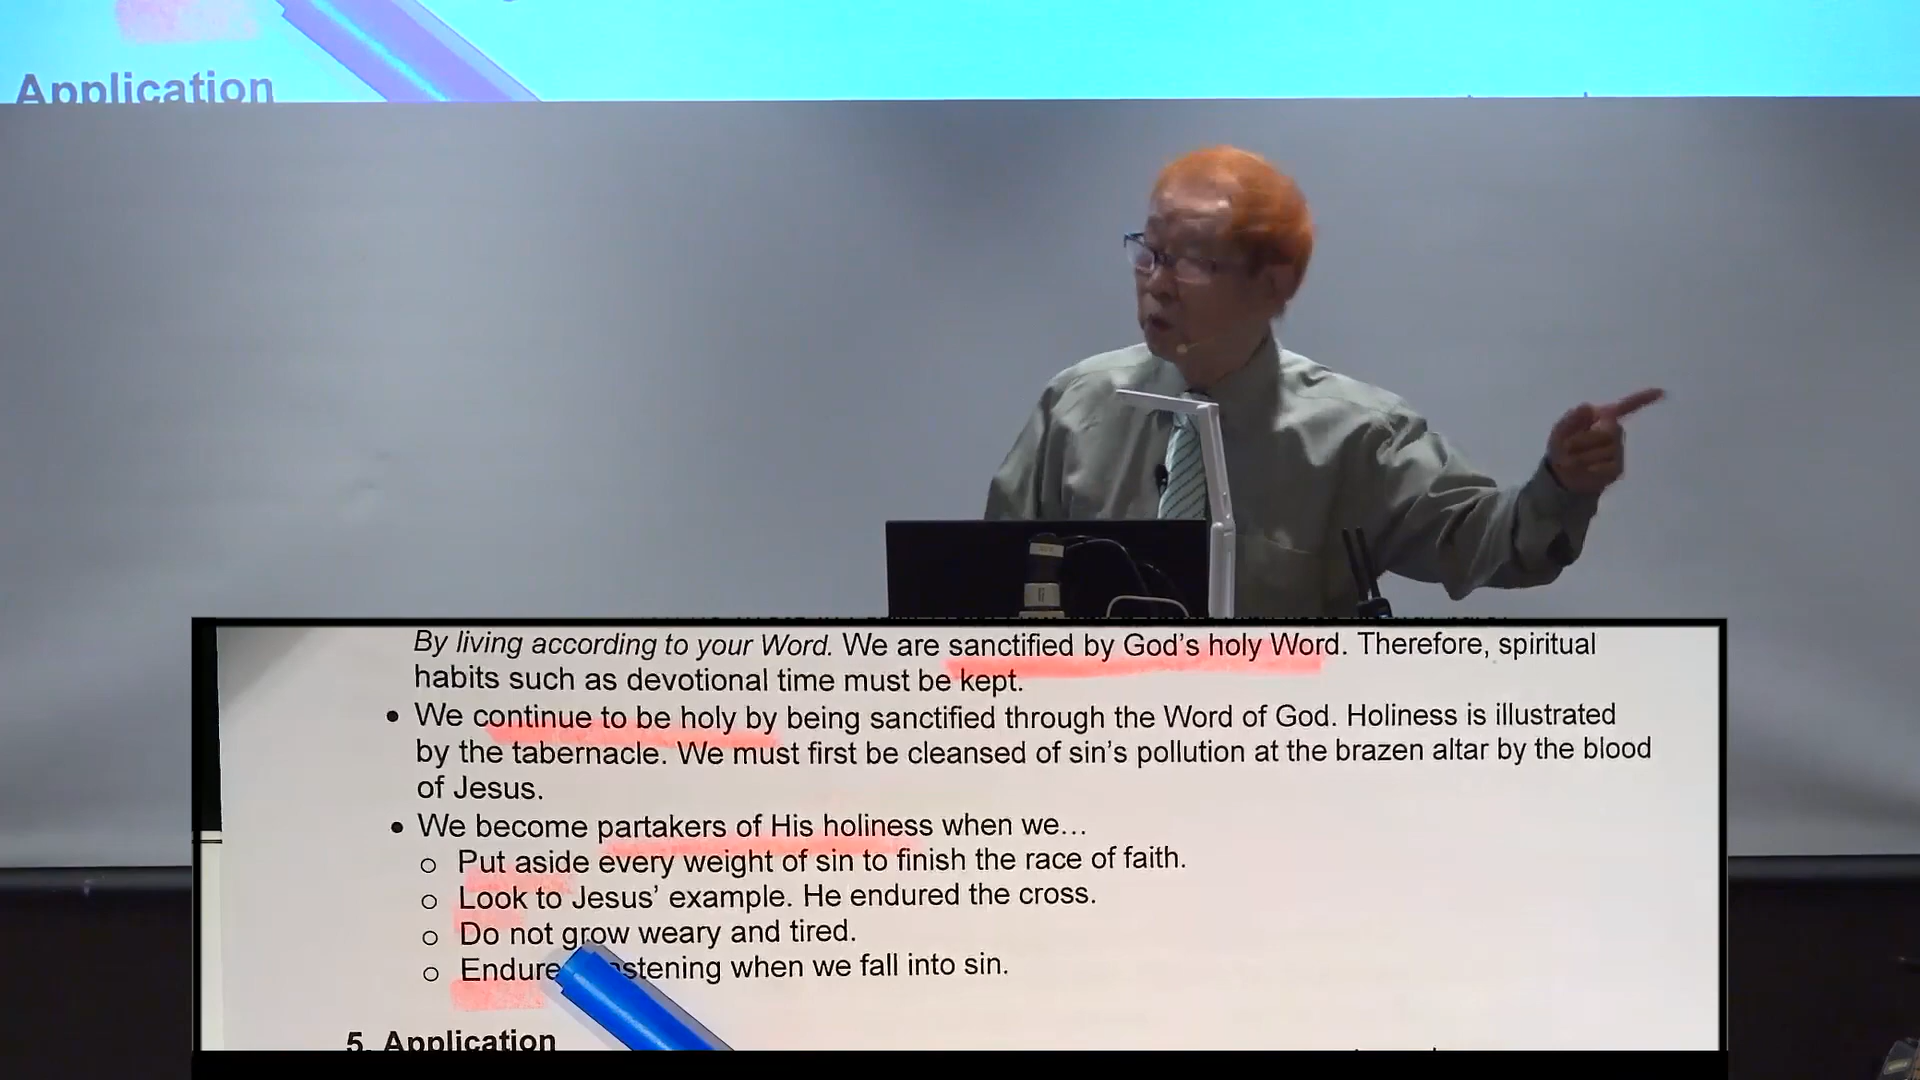 Application
By living according to your Word. We are sanctified by God's holy Word. Therefore, spiritual
habits such as devotional time must be kept.
• We continue to be holy by being sanctified through the Word of God. Holiness is illustrated
by the tabernacle. We must first be cleansed of sin's pollution at the brazen altar by the blood
of Jesus.
• We become partakers of His holiness when we…
o Put aside every weight of sin to finish the race of faith.
o Look to Jesus' example. He endured the cross.
o Do not grow weary and tired.
o Endure when we fall into sin.
5. Application